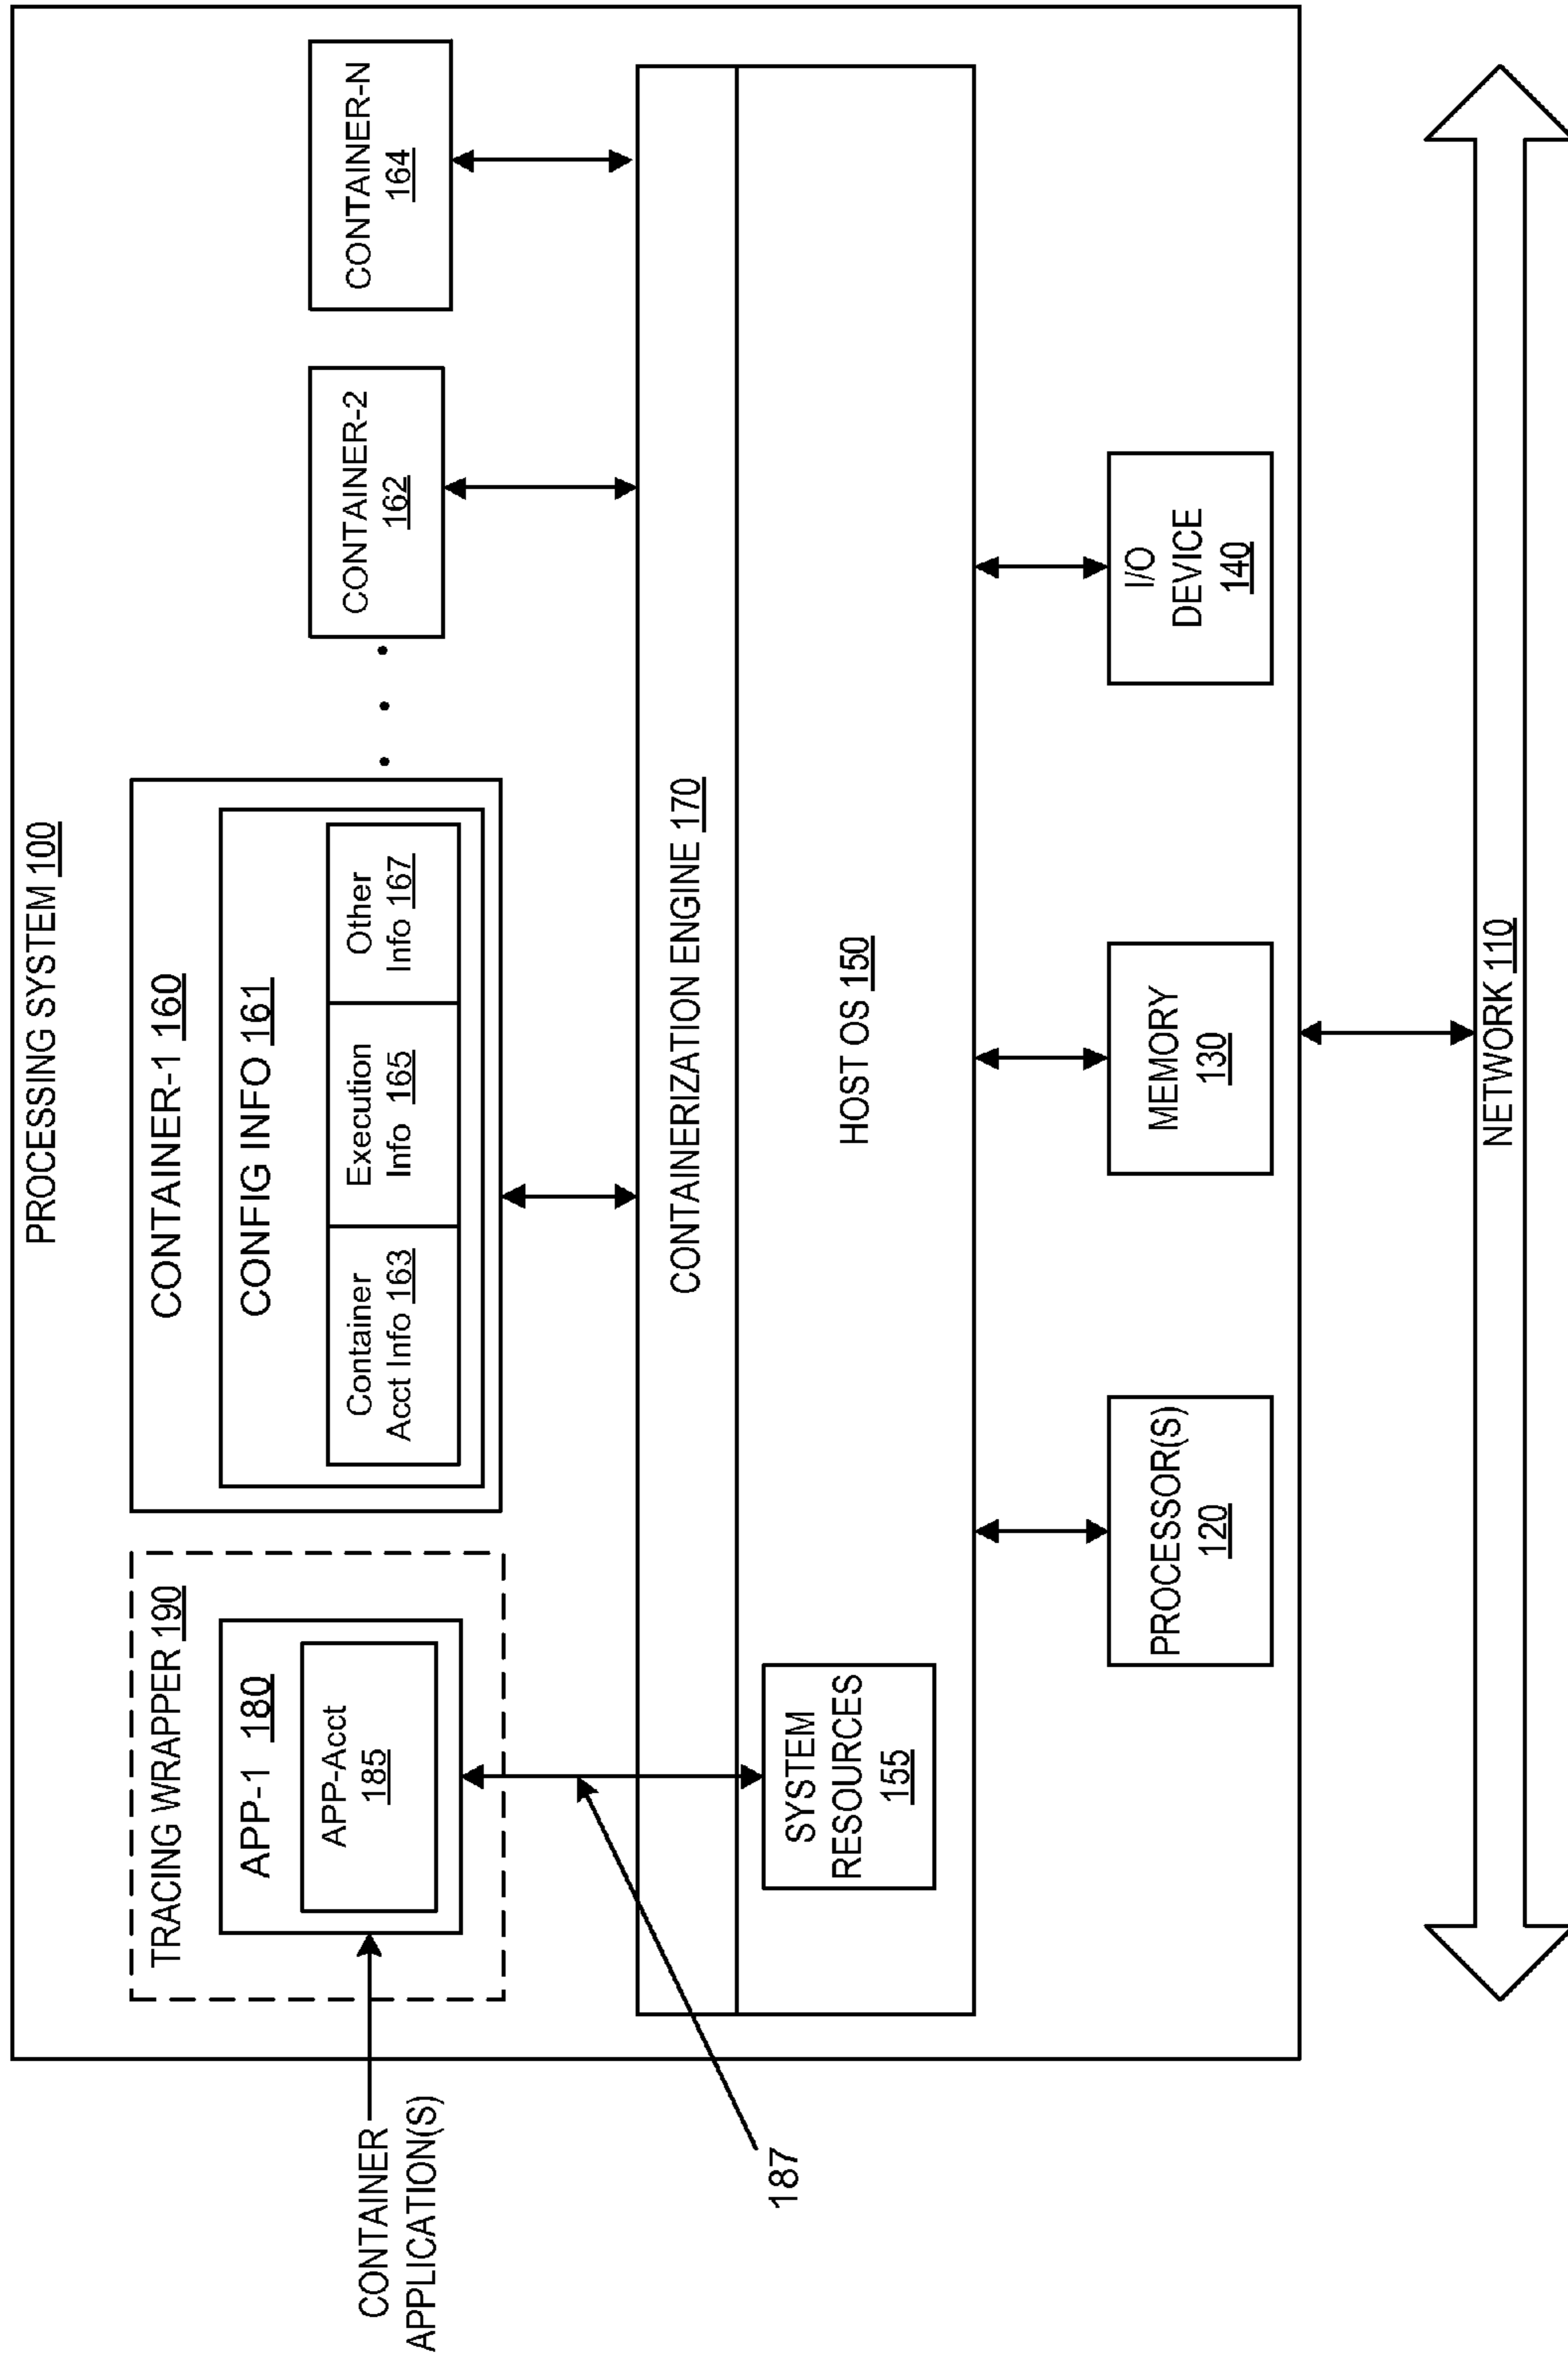 PROCESSING SYSTEM 100
TRACING WRAPPER 190
APP-1 180
APP-Acct
185
CONTAINER
APPLICATION(S)
CONTAINER-1 160
CONFIG INFO 161
Container
Acct Info 163
Execution
Info 165
Other
Info 167
CONTAINER-2
162
CONTAINER-N
164
187
CONTAINERIZATION ENGINE 170
HOST OS 150
SYSTEM
RESOURCES
155
PROCESSOR(S)
120
MEMORY
130
I/O
DEVICE
140
NETWORK 110